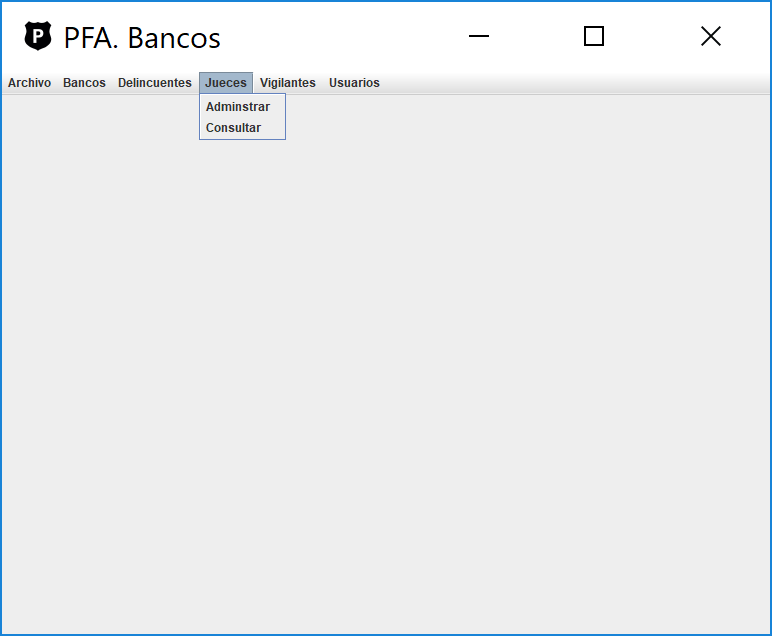 P PFA. Bancos
Archivo Bancos Delincuentes Jueces Vigilantes Usuarios
Adminstrar
Consultar